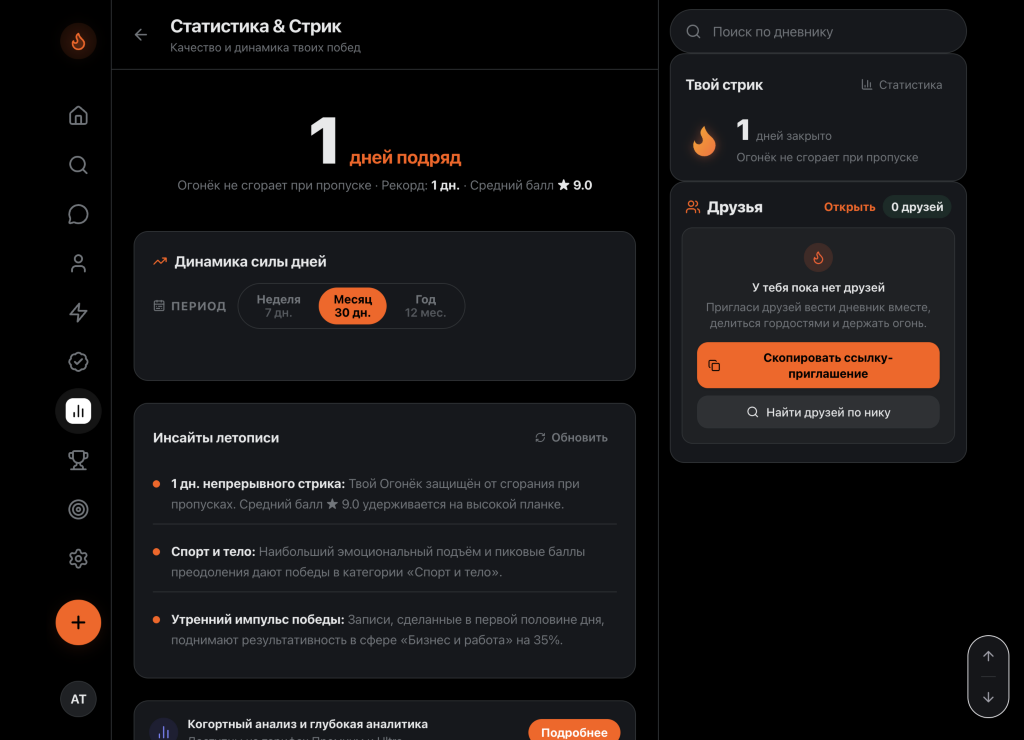 Статистика & Стрик
Качество и динамика твоих побед
1 дней подряд
Огонёк не сгорает при пропуске · Рекорд: 1 дн. · Средний балл ★ 9.0
Динамика силы дней
ПЕРИОД
Неделя
7 дн.
Месяц
30 дн.
Год
12 мес.
Инсайты летописи
Обновить
1 дн. непрерывного стрика: Твой Огонёк защищён от сгорания при
пропусках. Средний балл ★ 9.0 удерживается на высокой планке.
Спорт и тело: Наибольший эмоциональный подъём и пиковые баллы
преодоления дают победы в категории «Спорт и тело».
Утренний импульс победы: Записи, сделанные в первой половине дня,
поднимают результативность в сфере «Бизнес и работа» на 35%.
Когортный анализ и глубокая аналитика
Подробнее
AT
Поиск по дневнику
Твой стрик
Статистика
1 дней закрыто
Огонёк не сгорает при пропуске
Друзья
Открыть
0 друзей
У тебя пока нет друзей
Пригласи друзей вести дневник вместе,
делиться гордостями и держать огонь.
Скопировать ссылку-
приглашение
Найти друзей по нику